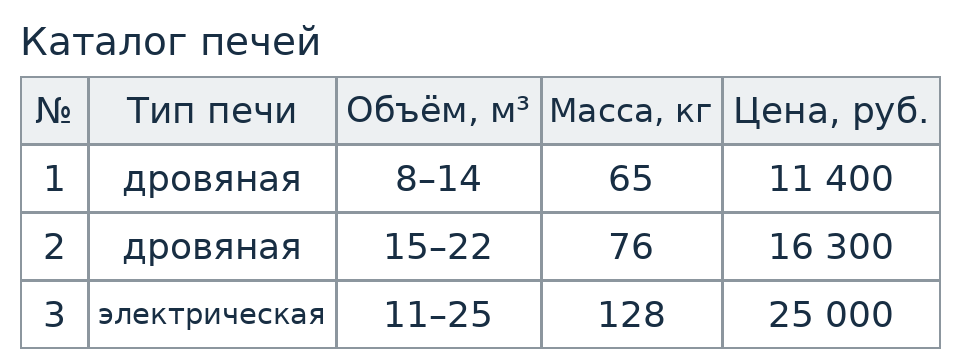 Каталог печей
№ Тип печи Объём, м³ Масса, кг Цена, руб.
1 дровяная 8–14 65 11 400
2 дровяная 15–22 76 16 300
3 электрическая 11–25 128 25 000